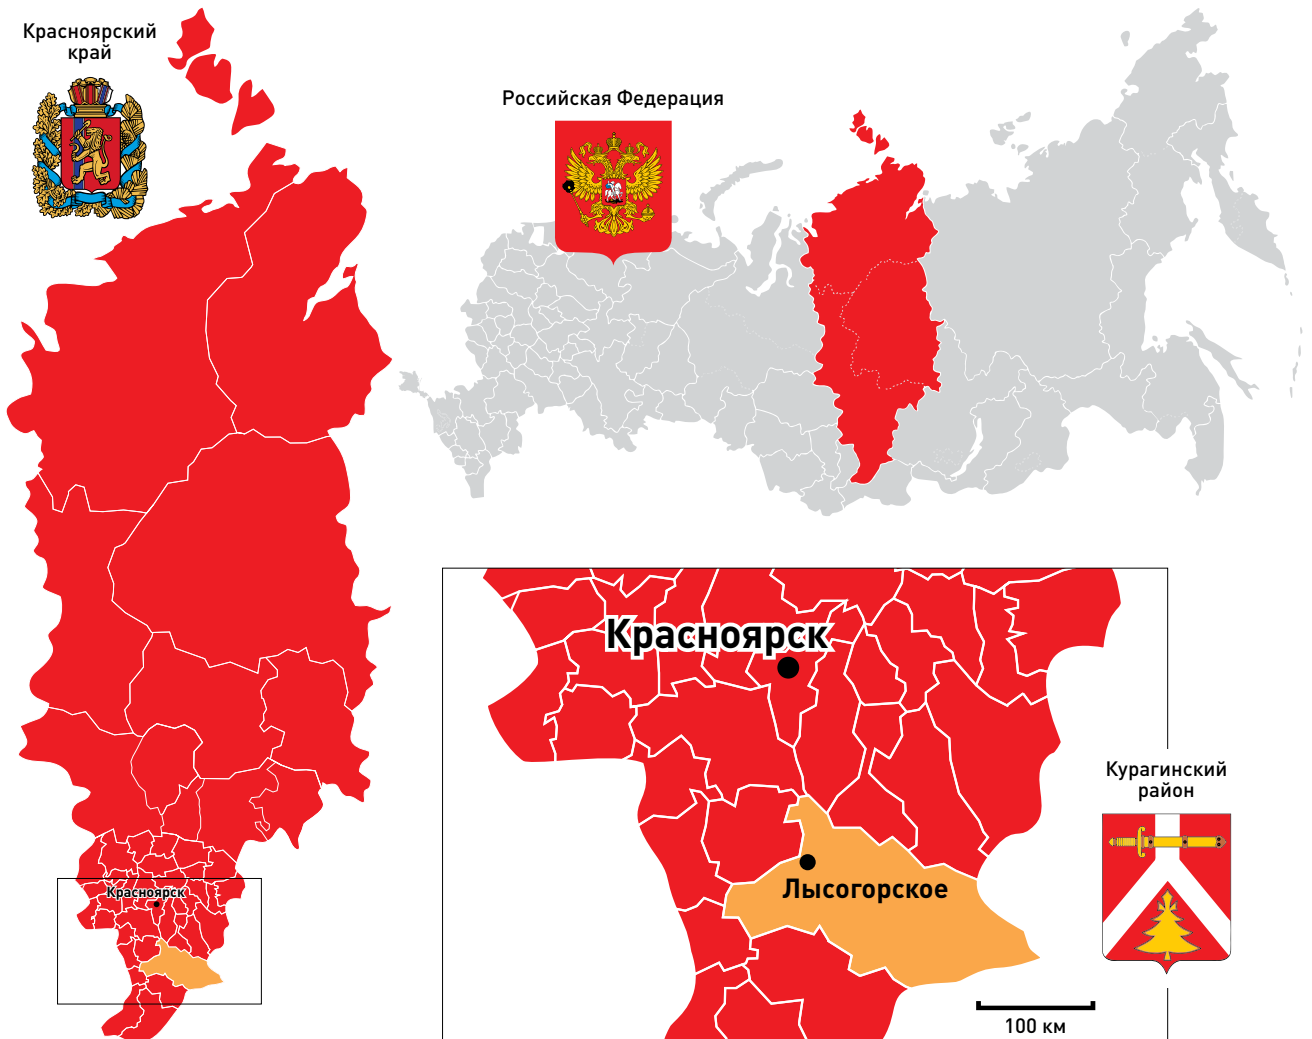 Красноярский
край
Российская Федерация
Красноярск
Красноярск
Лысогорское
Курагинский
район
100 км